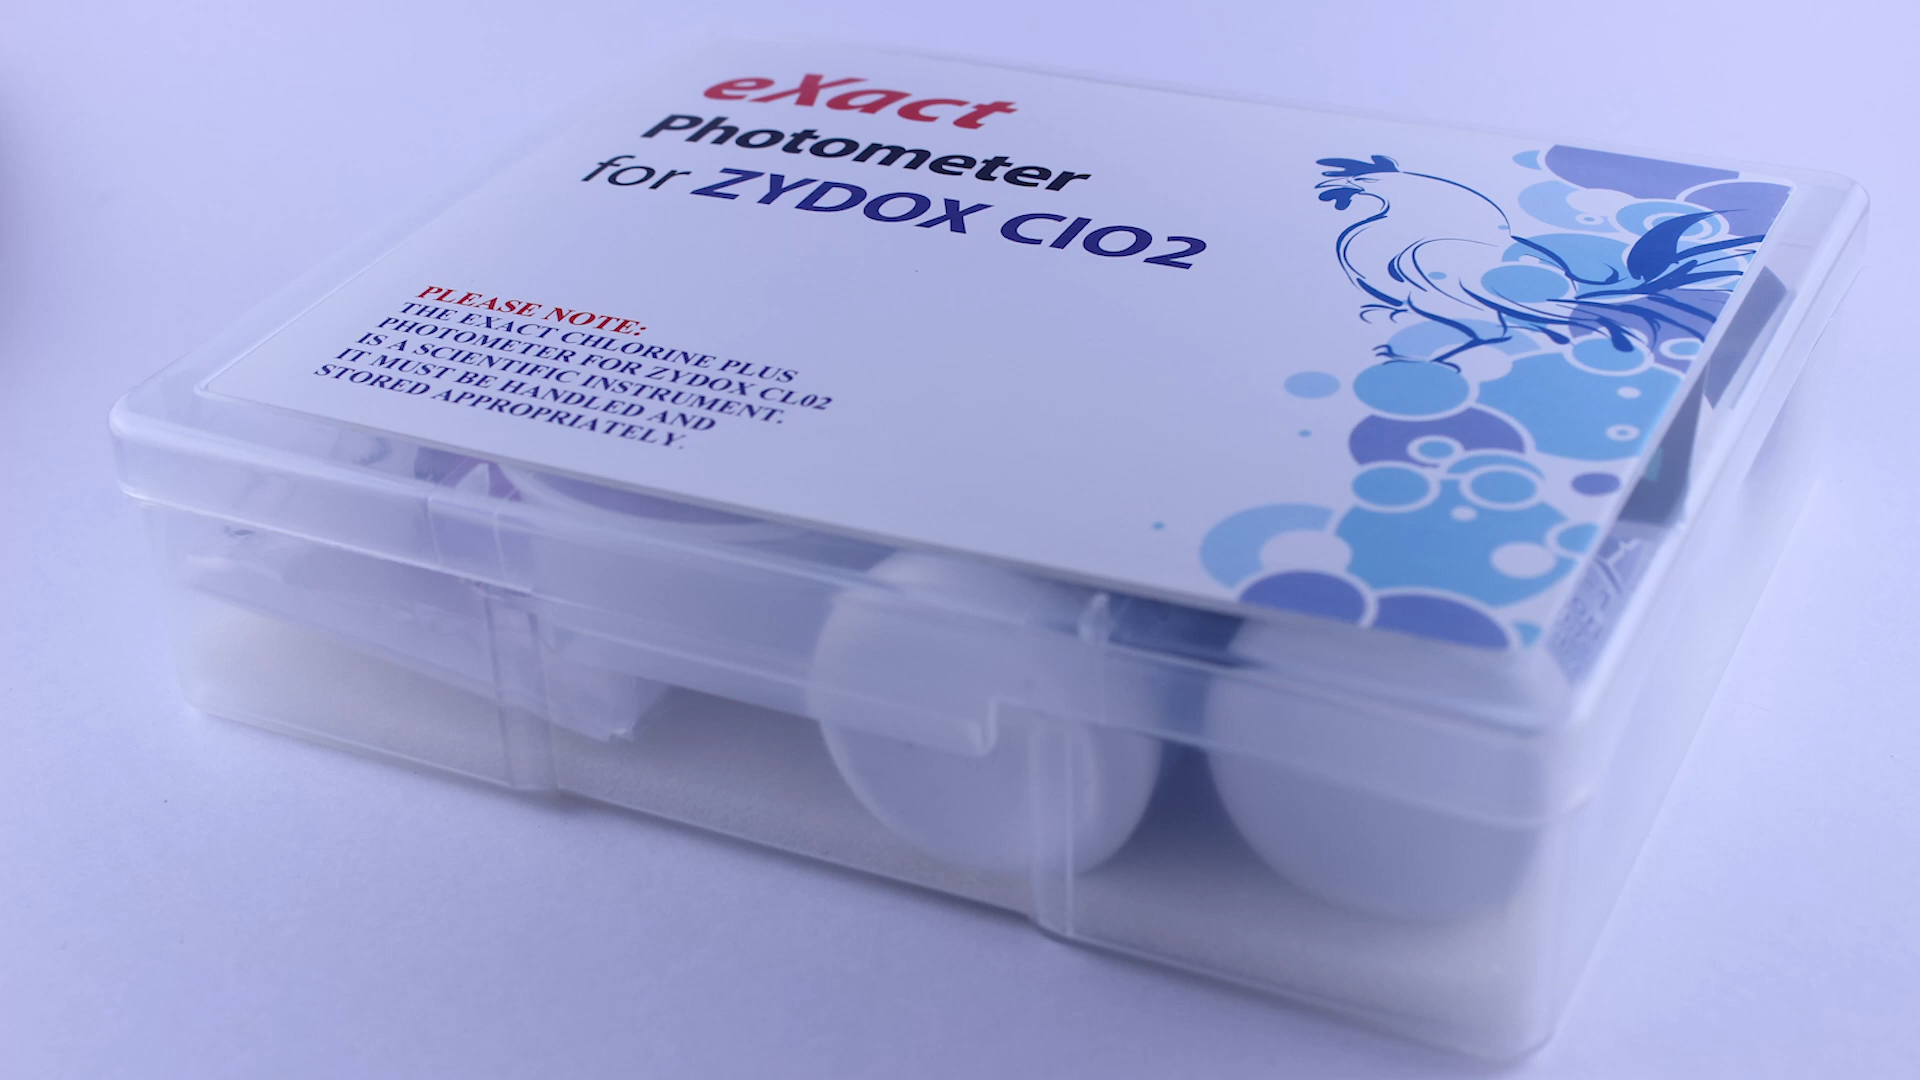 eXact
Photometer
for ZYDOX ClO2
PLEASE NOTE:
THE EXACT CHLORINE PLUS
PHOTOMETER FOR ZYDOX CL02
IS A SCIENTIFIC INSTRUMENT.
IT MUST BE HANDLED AND
STORED APPROPRIATELY.